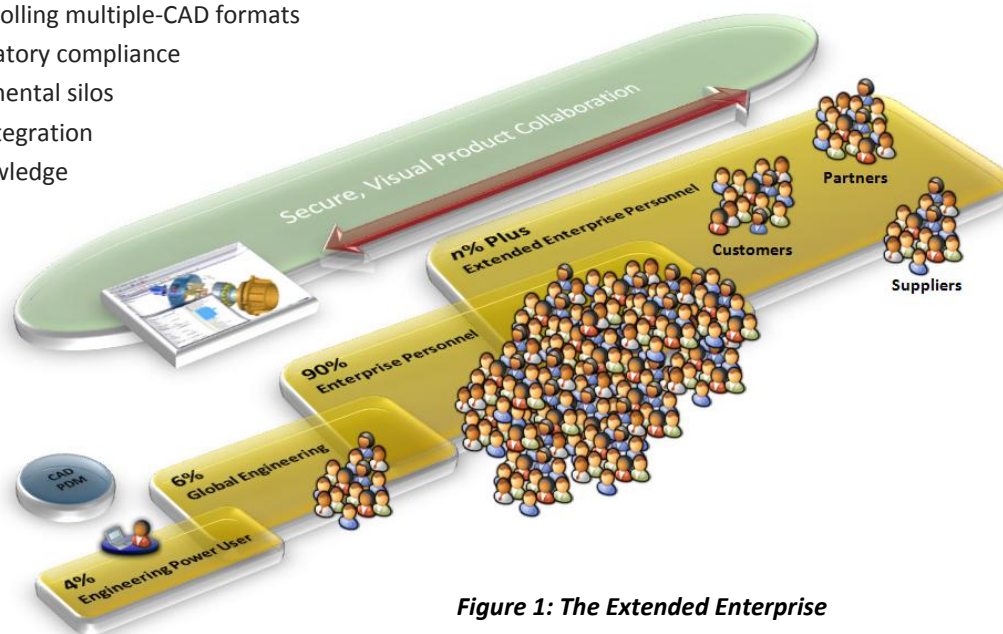 olling multiple-CAD formats
atory compliance
nental silos
tegration
wledge
Secure, Visual Product Collaboration
Partners
n% Plus
Extended Enterprise Personnel
Customers
Suppliers
90%
Enterprise Personnel
6%
Global Engineering
CAD
PDM
4%
Engineering Power User
Figure 1: The Extended Enterprise